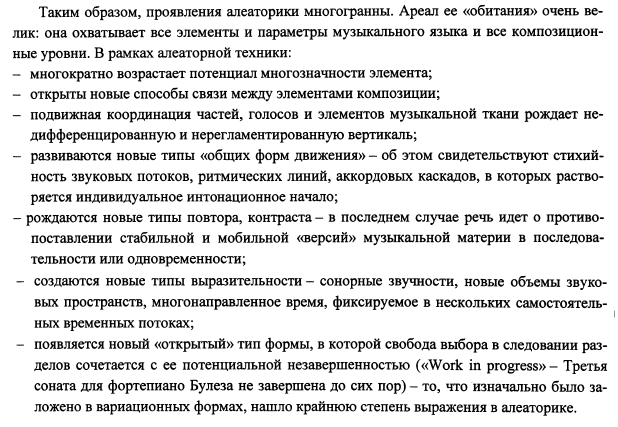 Таким образом, проявления алеаторики многогранны. Ареал ее «обитания» очень ве-
лик: она охватывает все элементы и параметры музыкального языка и все композицион-
ные уровни. В рамках алеаторной техники:
– многократно возрастает потенциал многозначности элемента;
– открыты новые способы связи между элементами композиции;
– подвижная координация частей, голосов и элементов музыкальной ткани рождает не-
дифференцированную и нерегламентированную вертикаль;
– развиваются новые типы «общих форм движения» – об этом свидетельствуют стихий-
ность звуковых потоков, ритмических линий, аккордовых каскадов, в которых раство-
ряется индивидуальное интонационное начало;
– рождаются новые типы повтора, контраста – в последнем случае речь идет о противо-
поставлении стабильной и мобильной «версий» музыкальной материи в последова-
тельности или одновременности;
– создаются новые типы выразительности – сонорные звучности, новые объемы звуко-
вых пространств, многонаправленное время, фиксируемое в нескольких самостоятель-
ных временных потоках;
– появляется новый «открытый» тип формы, в которой свобода выбора в следовании раз-
делов сочетается с ее потенциальной незавершенностью («Work in progress» – Третья
соната для фортепиано Булеза не завершена до сих пор) – то, что изначально было за-
ложено в вариационных формах, нашло крайнюю степень выражения в алеаторике.